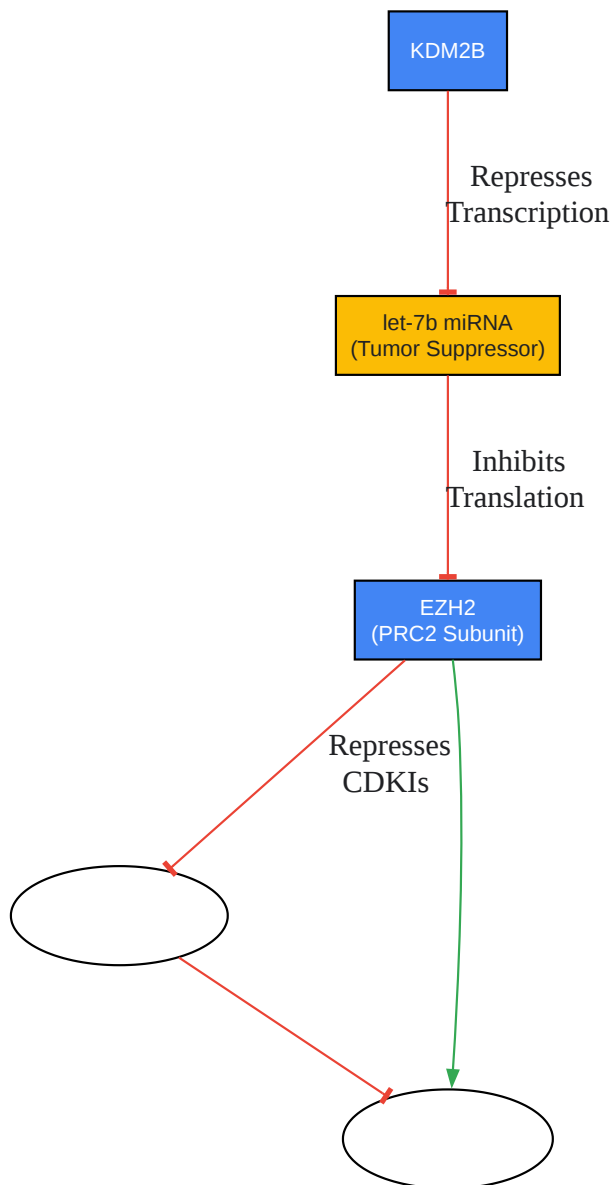 KDM2B
Represses
Transcription
let-7b miRNA
(Tumor Suppressor)
Inhibits
Translation
EZH2
(PRC2 Subunit)
Represses
CDKIs